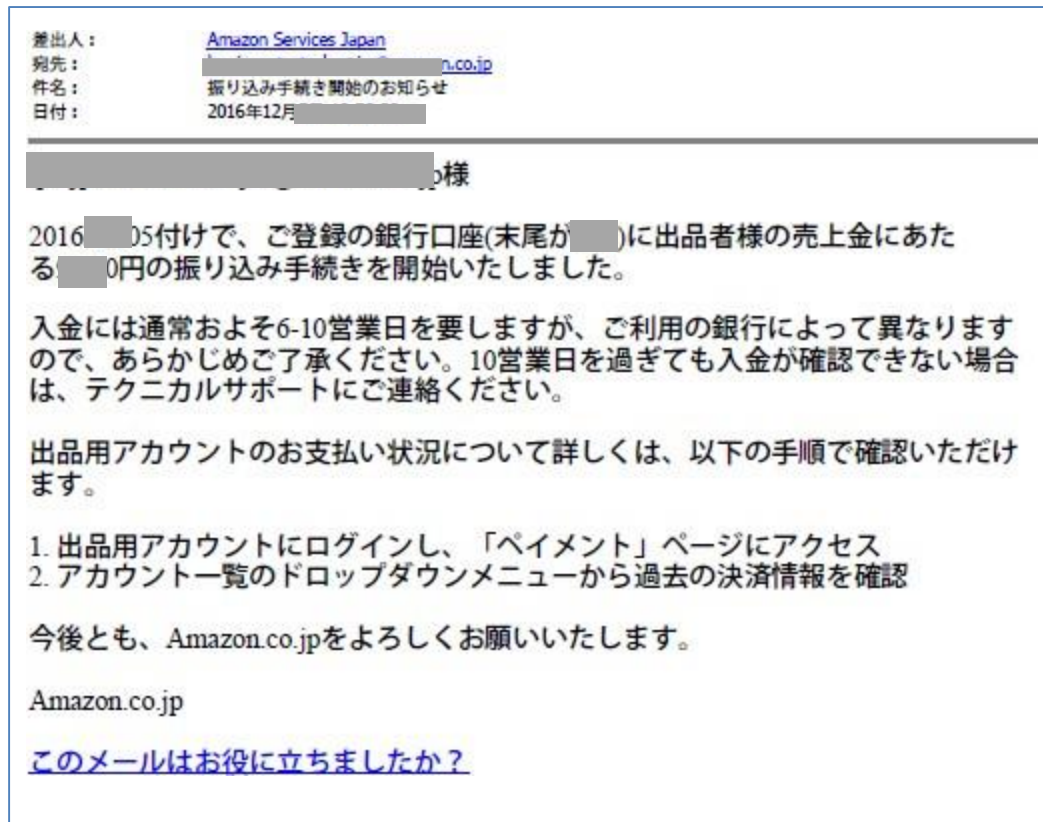 差出人： Amazon Services Japan
宛先： n.co.jp
件名： 振り込み手続き開始のお知らせ
日付： 2016年12月
様
2016 05付けで、ご登録の銀行口座(末尾が )に出品者様の売上金にあた
る 0円の振り込み手続きを開始いたしました。
入金には通常およそ6-10営業日を要しますが、ご利用の銀行によって異なります
ので、あらかじめご了承ください。10営業日を過ぎても入金が確認できない場合
は、テクニカルサポートにご連絡ください。
出品用アカウントのお支払い状況について詳しくは、以下の手順で確認いただけ
ます。
1. 出品用アカウントにログインし、「ペイメント」ページにアクセス
2. アカウント一覧のドロップダウンメニューから過去の決済情報を確認
今後とも、Amazon.co.jpをよろしくお願いいたします。
Amazon.co.jp
このメールはお役に立ちましたか？